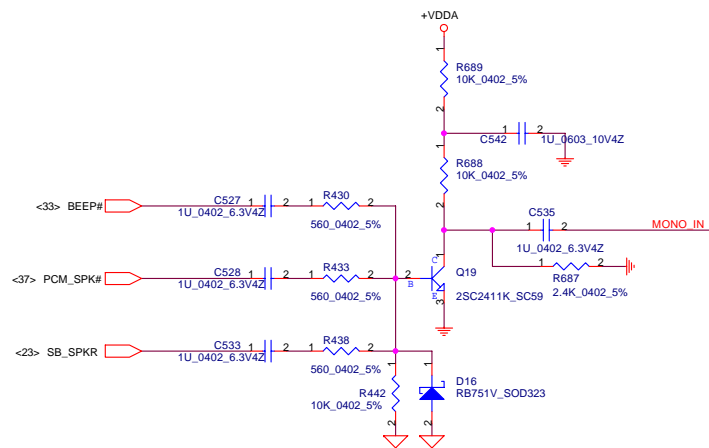 +VDDA
1
R689
10K_0402_5%
2
1
2
C542
1U_0603_10V4Z
1
R688
10K_0402_5%
2
<33> BEEP#
C527
1
2
1U_0402_6.3V4Z
R430
1
2
560_0402_5%
C535
1
2
1U_0402_6.3V4Z
MONO_IN
<37> PCM_SPK#
C528
1
2
1U_0402_6.3V4Z
R433
1
2
560_0402_5%
2
B
C
1
E
3
Q19
2SC2411K_SC59
1
2
R687
2.4K_0402_5%
<23> SB_SPKR
C533
1
2
1U_0402_6.3V4Z
R438
1
2
560_0402_5%
1
R442
10K_0402_5%
2
1
D16
RB751V_SOD323
2